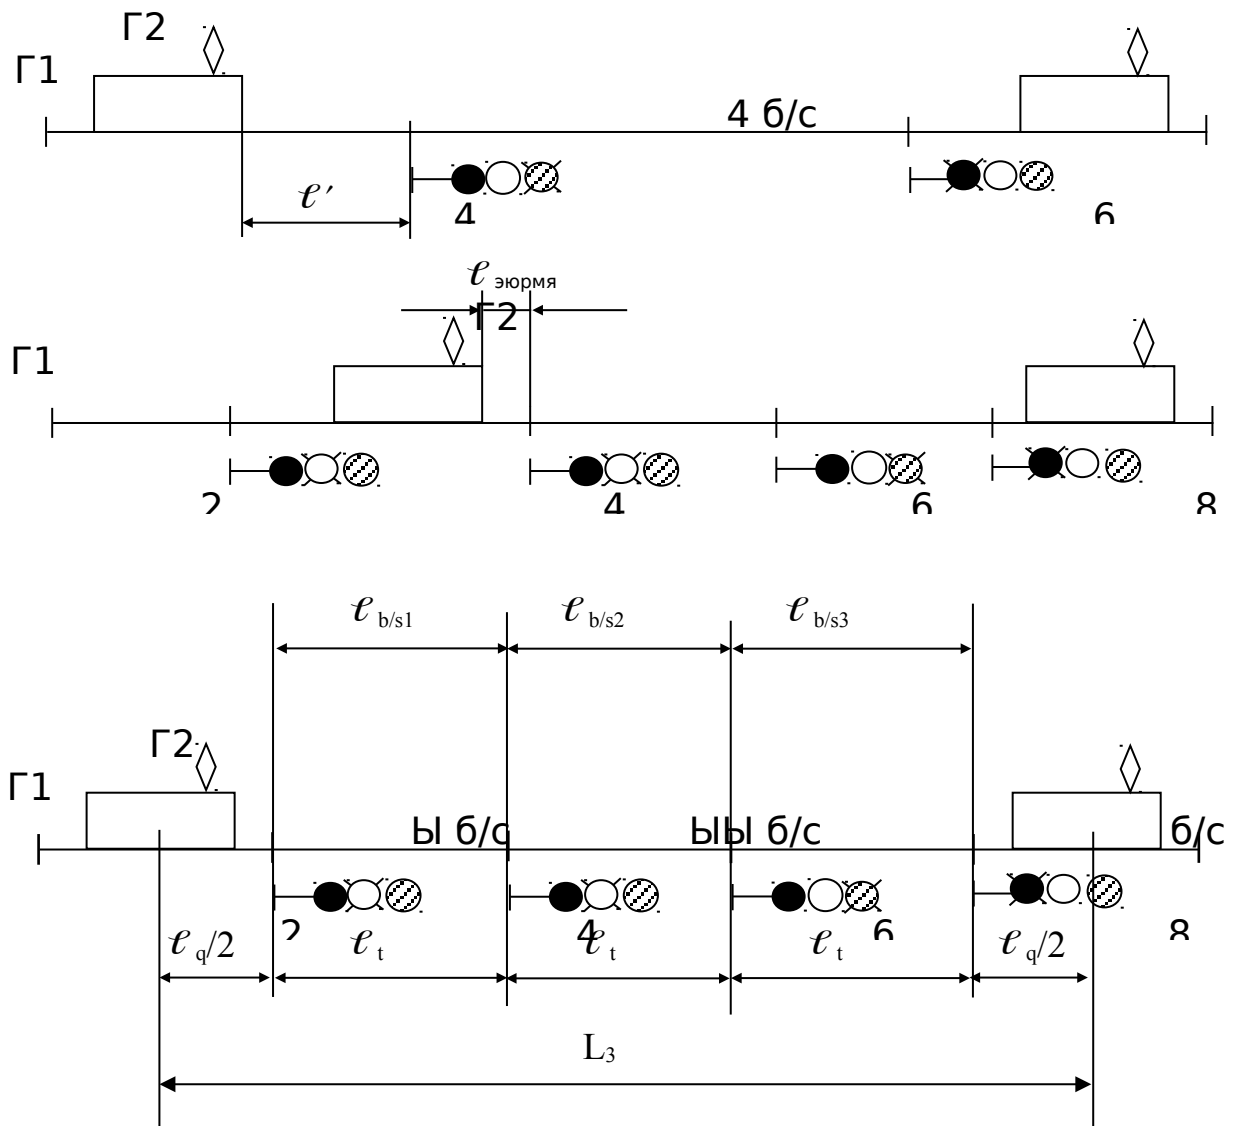 Г2
Г1
4 б/с
ℓ′
4
6
ℓ эюрмя
Г2
Г1
2
4
6
8
ℓ b/s1
ℓ b/s2
ℓ b/s3
Г2
Г1
Ы б/с
ЫЫ б/с
б/с
2
4
6
8
ℓ q/2
ℓ t
ℓ t
ℓ t
ℓ q/2
L₃